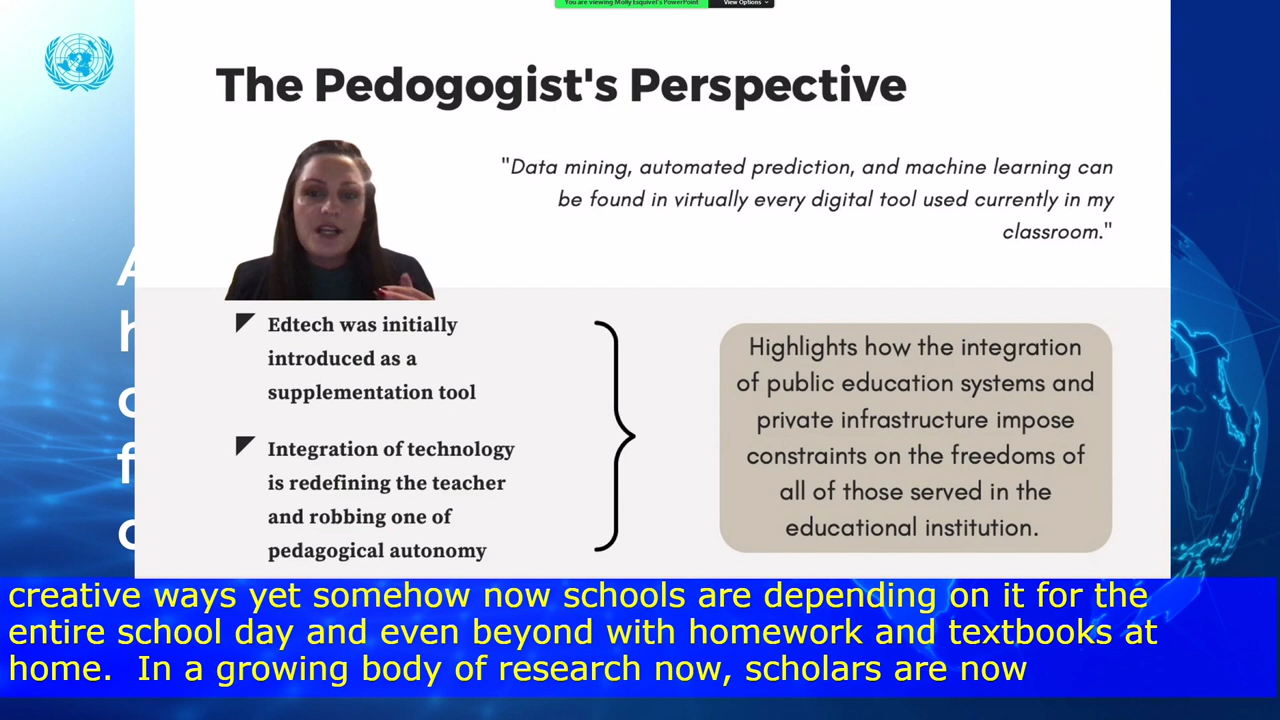 You are viewing Molly Esquivel's PowerPoint View Options
The Pedogogist's Perspective
"Data mining, automated prediction, and machine learning can
be found in virtually every digital tool used currently in my
classroom."
Edtech was initially
introduced as a
supplementation tool
Integration of technology
is redefining the teacher
and robbing one of
pedagogical autonomy
Highlights how the integration
of public education systems and
private infrastructure impose
constraints on the freedoms of
all of those served in the
educational institution.
creative ways yet somehow now schools are depending on it for the
entire school day and even beyond with homework and textbooks at
home. In a growing body of research now, scholars are now